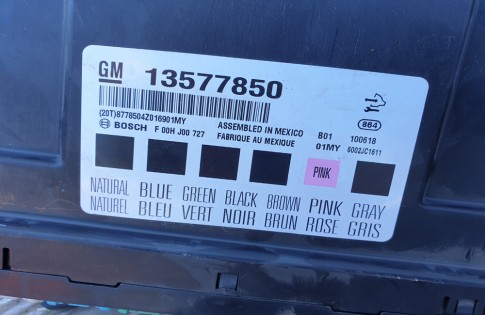 GM 13577850
(20T)8778504Z016901MY 864
BOSCH F 00H J00 727 ASSEMBLED IN MEXICO B01 100618
FABRIQUE AU MEXIQUE 01MY 6002JC1611
PINK
NATURAL BLUE GREEN BLACK BROWN PINK GRAY
NATUREL BLEU VERT NOIR BRUN ROSE GRIS